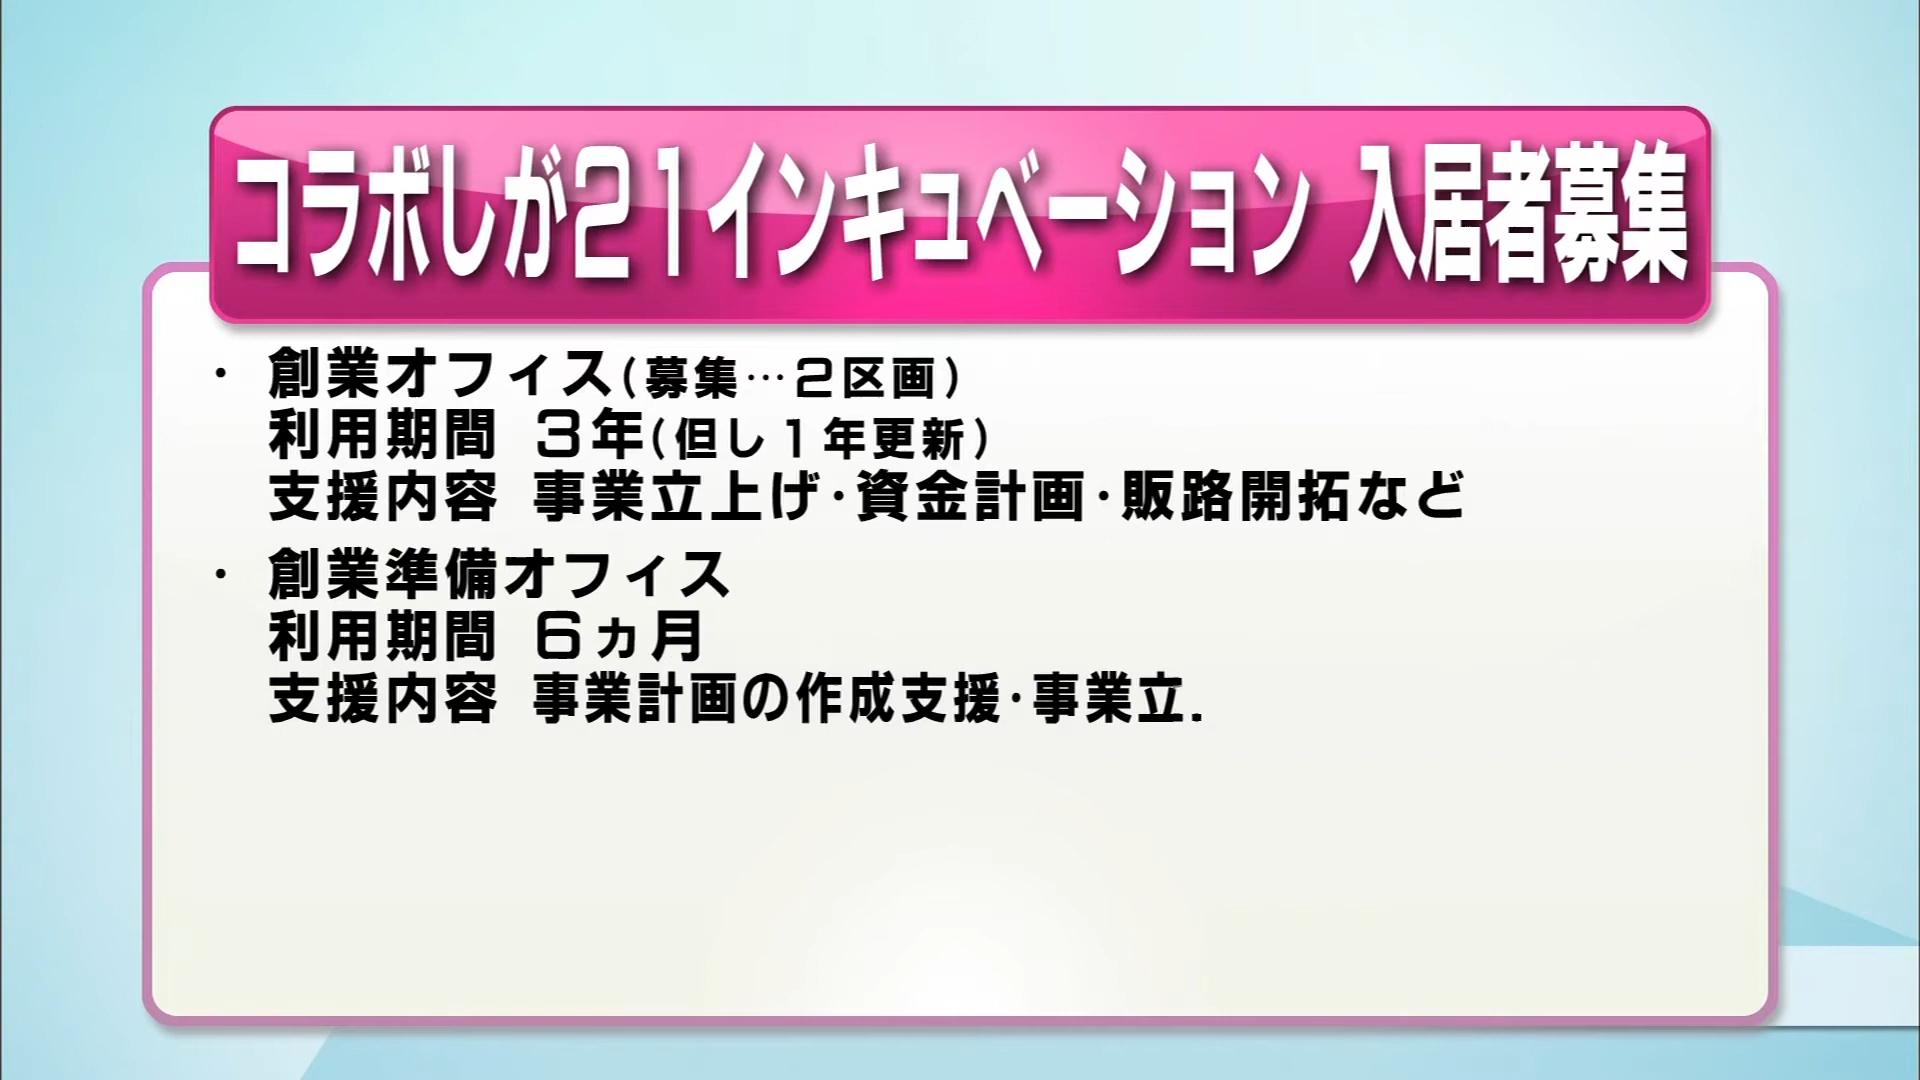 コラボしが21インキュベーション 入居者募集
・ 創業オフィス(募集…2区画)
利用期間 3年(但し1年更新)
支援内容 事業立上げ・資金計画・販路開拓など
・ 創業準備オフィス
利用期間 6ヵ月
支援内容 事業計画の作成支援・事業立.